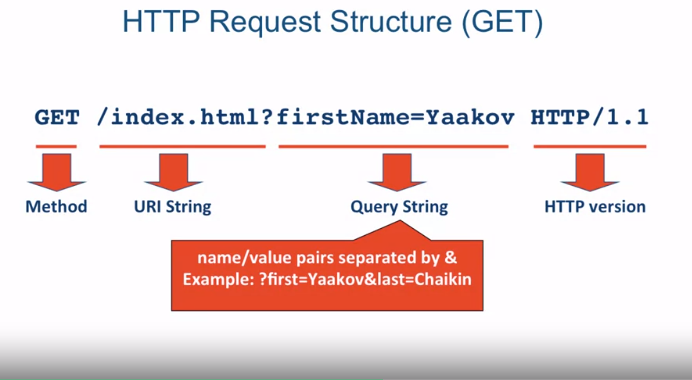 HTTP Request Structure (GET)
GET /index.html?firstName=Yaakov HTTP/1.1
Method URI String Query String HTTP version
name/value pairs separated by &
Example: ?first=Yaakov&last=Chaikin